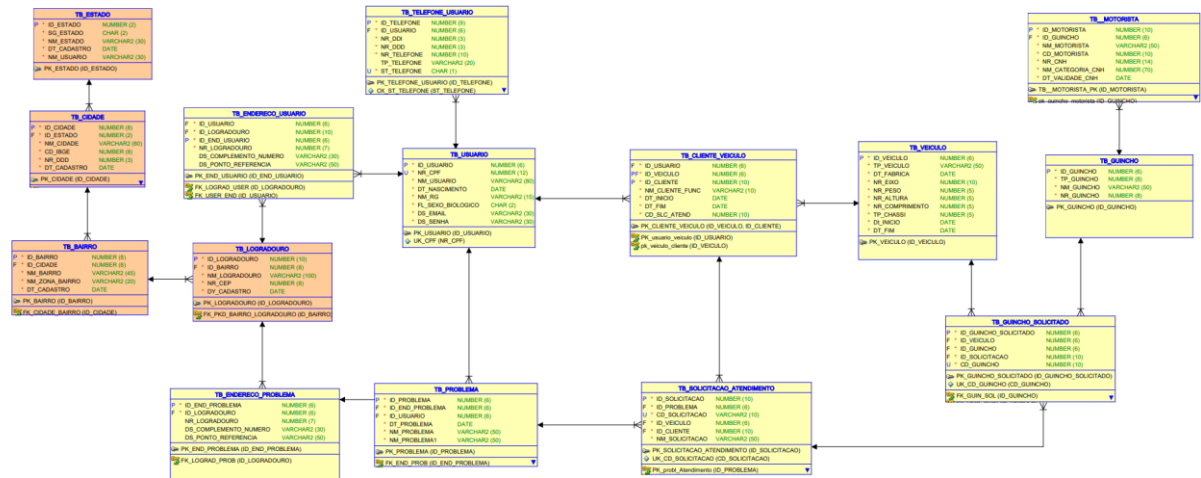 TB_ESTADO
P * ID_ESTADO NUMBER (2)
* SG_ESTADO CHAR (2)
* NM_ESTADO VARCHAR2 (30)
* DT_CADASTRO DATE
* NM_USUARIO VARCHAR2 (30)
PK_ESTADO (ID_ESTADO)
TB_CIDADE
P * ID_CIDADE NUMBER (8)
F * ID_ESTADO NUMBER (2)
* NM_CIDADE VARCHAR2 (60)
* CD_IBGE NUMBER (8)
* NR_DDD NUMBER (3)
* DT_CADASTRO DATE
PK_CIDADE (ID_CIDADE)
TB_BAIRRO
P * ID_BAIRRO NUMBER (8)
F * ID_CIDADE NUMBER (8)
* NM_BAIRRO VARCHAR2 (45)
* NM_ZONA_BAIRRO VARCHAR2 (20)
* DT_CADASTRO DATE
PK_BAIRRO (ID_BAIRRO)
FK_CIDADE_BAIRRO (ID_CIDADE)
TB_ENDERECO_USUARIO
F * ID_USUARIO NUMBER (6)
F * ID_LOGRADOURO NUMBER (10)
P * ID_END_USUARIO NUMBER (6)
* NR_LOGRADOURO NUMBER (7)
DS_COMPLEMENTO_NUMERO VARCHAR2 (30)
DS_PONTO_REFERENCIA VARCHAR2 (50)
PK_END_USUARIO (ID_END_USUARIO)
FK_LOGRAD_USER (ID_LOGRADOURO)
FK_USER_END (ID_USUARIO)
TB_LOGRADOURO
P * ID_LOGRADOURO NUMBER (10)
F * ID_BAIRRO NUMBER (8)
* NM_LOGRADOURO VARCHAR2 (100)
* NR_CEP NUMBER (8)
* DY_CADASTRO DATE
PK_LOGRADOURO (ID_LOGRADOURO)
FK_PKD_BAIRRO_LOGRADOURO (ID_BAIRRO)
TB_ENDERECO_PROBLEMA
P * ID_END_PROBLEMA NUMBER (6)
F * ID_LOGRADOURO NUMBER (6)
NR_LOGRADOURO NUMBER (7)
DS_COMPLEMENTO_NUMERO VARCHAR2 (30)
DS_PONTO_REFERENCIA VARCHAR2 (50)
PK_END_PROBLEMA (ID_END_PROBLEMA)
FK_LOGRAD_PROB (ID_LOGRADOURO)
TB_TELEFONE_USUARIO
P * ID_TELEFONE NUMBER (9)
F * ID_USUARIO NUMBER (6)
* NR_DDI NUMBER (3)
* NR_DDD NUMBER (3)
* NR_TELEFONE NUMBER (10)
TP_TELEFONE VARCHAR2 (20)
U * ST_TELEFONE CHAR (1)
PK_TELEFONE_USUARIO (ID_TELEFONE)
CK_ST_TELEFONE (ST_TELEFONE)
TB_USUARIO
P * ID_USUARIO NUMBER (6)
U * NR_CPF NUMBER (12)
* NM_USUARIO VARCHAR2 (80)
* DT_NASCIMENTO DATE
* NM_RG VARCHAR2 (15)
* FL_SEXO_BIOLOGICO CHAR (2)
* DS_EMAIL VARCHAR2 (30)
* DS_SENHA VARCHAR2 (30)
PK_USUARIO (ID_USUARIO)
UK_CPF (NR_CPF)
TB_PROBLEMA
P * ID_PROBLEMA NUMBER (6)
F * ID_END_PROBLEMA NUMBER (6)
F * ID_USUARIO NUMBER (6)
* DT_PROBLEMA DATE
* NM_PROBLEMA VARCHAR2 (50)
* NM_PROBLEMA1 VARCHAR2 (50)
PK_PROBLEMA (ID_PROBLEMA)
FK_END_PROB (ID_END_PROBLEMA)
TB_CLIENTE_VEICULO
F * ID_USUARIO NUMBER (6)
PF* ID_VEICULO NUMBER (6)
P * ID_CLIENTE NUMBER (10)
* NM_CLIENTE_FUNC VARCHAR2 (10)
* DT_INICIO DATE
* DT_FIM DATE
* CD_SLC_ATEND NUMBER (10)
PK_CLIENTE_VEICULO (ID_VEICULO, ID_CLIENTE)
pk_usuario_veiculo (ID_USUARIO)
pk_veiculo_cliente (ID_VEICULO)
TB_SOLICITACAO_ATENDIMENTO
P * ID_SOLICITACAO NUMBER (10)
F * ID_PROBLEMA NUMBER (6)
U * CD_SOLICITACAO VARCHAR2 (10)
F * ID_VEICULO NUMBER (6)
F * ID_CLIENTE NUMBER (10)
* NM_SOLICITACAO VARCHAR2 (50)
PK_SOLICITACAO_ATENDIMENTO (ID_SOLICITACAO)
UK_CD_SOLICITACAO (CD_SOLICITACAO)
PK_probl_Atendimento (ID_PROBLEMA)
TB_VEICULO
P * ID_VEICULO NUMBER (6)
* TP_VEICULO VARCHAR2 (50)
* DT_FABRICA DATE
* NR_EIXO NUMBER (10)
* NR_PESO NUMBER (5)
* NR_ALTURA NUMBER (5)
* NR_COMPRIMENTO NUMBER (5)
* TP_CHASSI NUMBER (5)
* Dt_INICIO DATE
* DT_FIM DATE
PK_VEICULO (ID_VEICULO)
TB__MOTORISTA
P * ID_MOTORISTA NUMBER (10)
F * ID_GUINCHO NUMBER (6)
* NM_MOTORISTA VARCHAR2 (50)
* CD_MOTORISTA NUMBER (10)
* NR_CNH NUMBER (14)
* NM_CATEGORIA_CNH NUMBER (70)
* DT_VALIDADE_CNH DATE
TB__MOTORISTA_PK (ID_MOTORISTA)
pk_guincho_motorista (ID_GUINCHO)
TB_GUINCHO
P * ID_GUINCHO NUMBER (6)
* TP_GUINCHO NUMBER (8)
* NM_GUINCHO VARCHAR2 (50)
* NR_GUINCHO NUMBER (8)
PK_GUINCHO (ID_GUINCHO)
TB_GUINCHO_SOLICITADO
P * ID_GUINCHO_SOLICITADO NUMBER (6)
F * ID_VEICULO NUMBER (6)
F * ID_GUINCHO NUMBER (6)
F * ID_SOLICITACAO NUMBER (10)
U * CD_GUINCHO NUMBER (10)
PK_GUINCHO_SOLICITADO (ID_GUINCHO_SOLICITADO)
UK_CD_GUINCHO (CD_GUINCHO)
FK_GUIN_SOL (ID_GUINCHO)